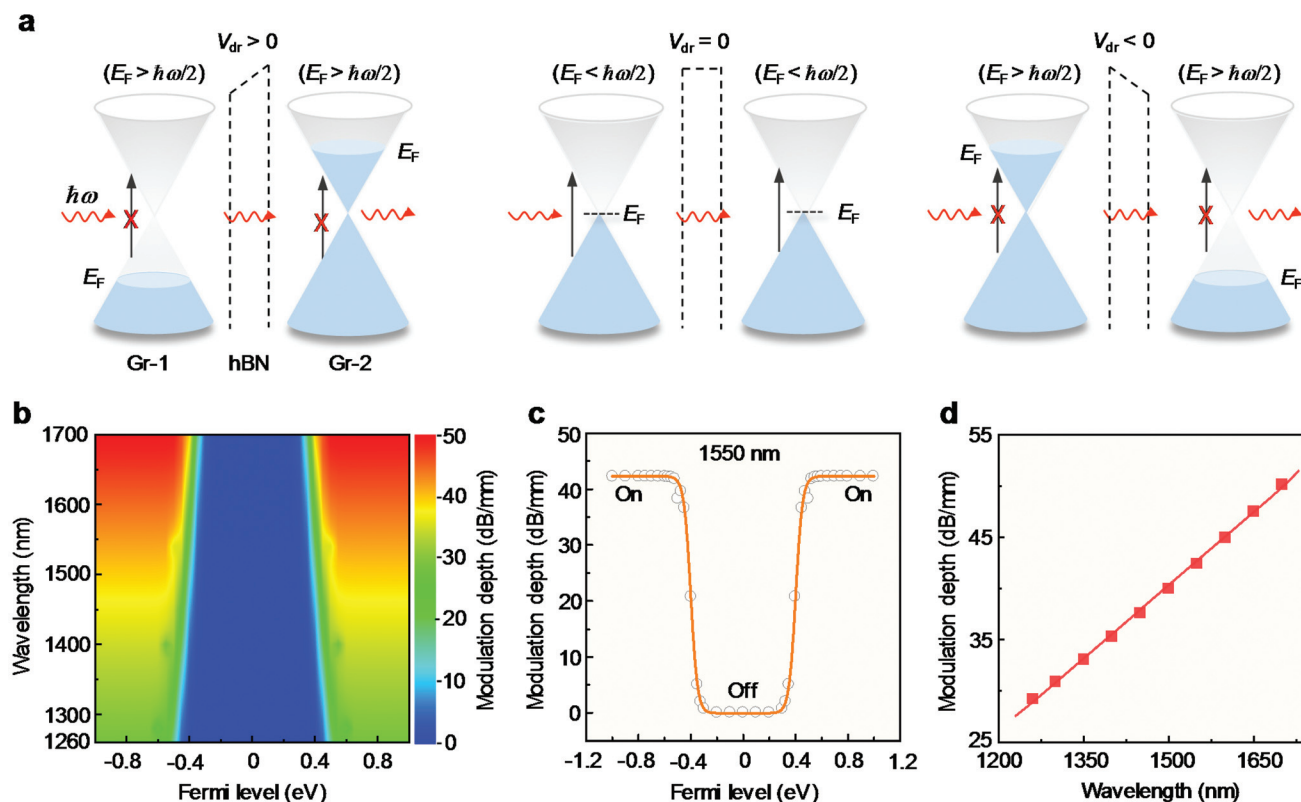 a
V_dr > 0
V_dr = 0
V_dr < 0
(E_F > ħω/2) (E_F > ħω/2)
(E_F < ħω/2) (E_F < ħω/2)
(E_F > ħω/2) (E_F > ħω/2)
ħω
X X
X X
E_F E_F
E_F E_F
E_F E_F
Gr-1 hBN Gr-2
b
Wavelength (nm)
1700
1600
1500
1400
1300
1260
-0.8 -0.4 0 0.4 0.8
Fermi level (eV)
50
40
30
20
10
0
Modulation depth (dB/mm)
c
Modulation depth (dB/mm)
50
40
30
20
10
0
1550 nm
On On
Off
-1.2 -0.8 -0.4 0 0.4 0.8 1.2
Fermi level (eV)
d
Modulation depth (dB/mm)
55
45
35
25
1200 1350 1500 1650
Wavelength (nm)